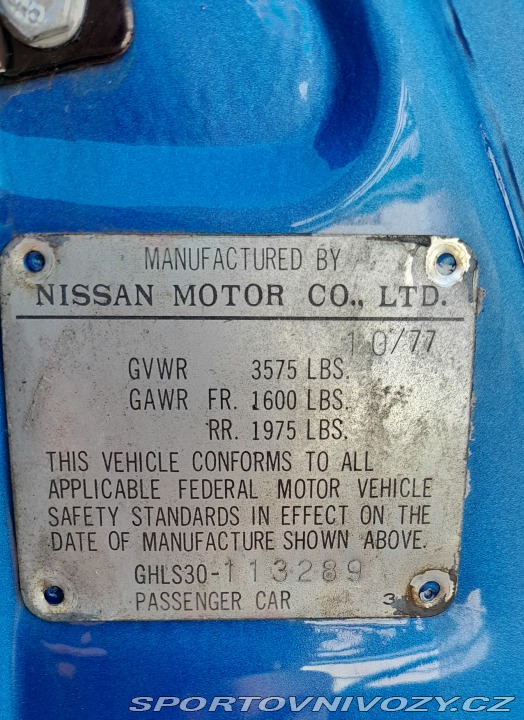 MANUFACTURED BY
NISSAN MOTOR CO., LTD.
10/77
GVWR 3575 LBS.
GAWR FR. 1600 LBS.
RR. 1975 LBS.
THIS VEHICLE CONFORMS TO ALL
APPLICABLE FEDERAL MOTOR VEHICLE
SAFETY STANDARDS IN EFFECT ON THE
DATE OF MANUFACTURE SHOWN ABOVE.
GHLS30-113289
PASSENGER CAR 3
SPORTOVNIVOZY.CZ